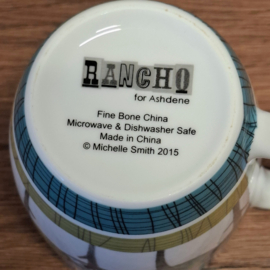 RANCHO
for Ashdene
Fine Bone China
Microwave & Dishwasher Safe
Made in China
© Michelle Smith 2015